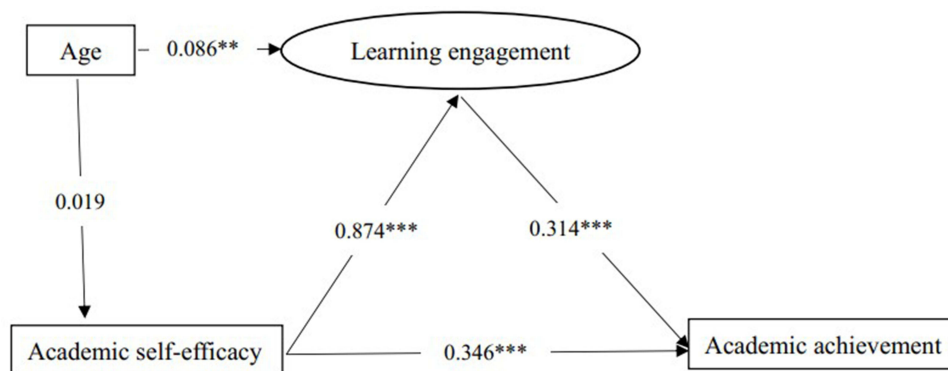 Age
0.086**
Learning engagement
0.019
0.874***
0.314***
Academic self-efficacy
0.346***
Academic achievement